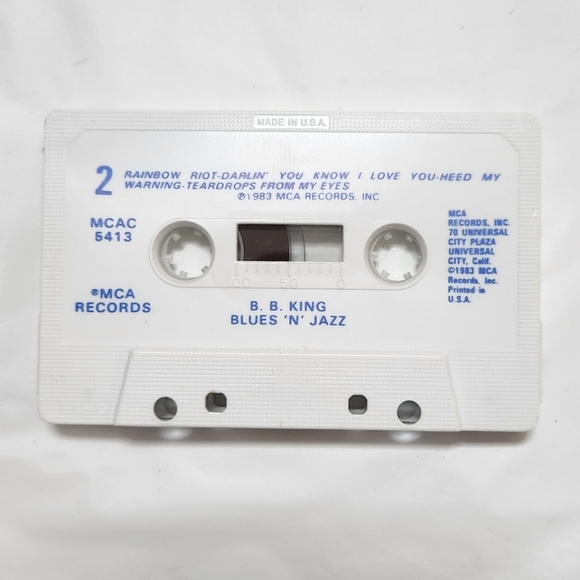 MADE IN U.S.A.
2
RAINBOW RIOT-DARLIN' YOU KNOW I LOVE YOU-HEED MY
WARNING-TEARDROPS FROM MY EYES
℗1983 MCA RECORDS, INC
MCAC
5413
®MCA
RECORDS
00 50 0
B. B. KING
BLUES 'N' JAZZ
MCA
RECORDS, INC.
70 UNIVERSAL
CITY PLAZA
UNIVERSAL
CITY, Calif.
©1983 MCA
Records, Inc.
Printed in
U.S.A.